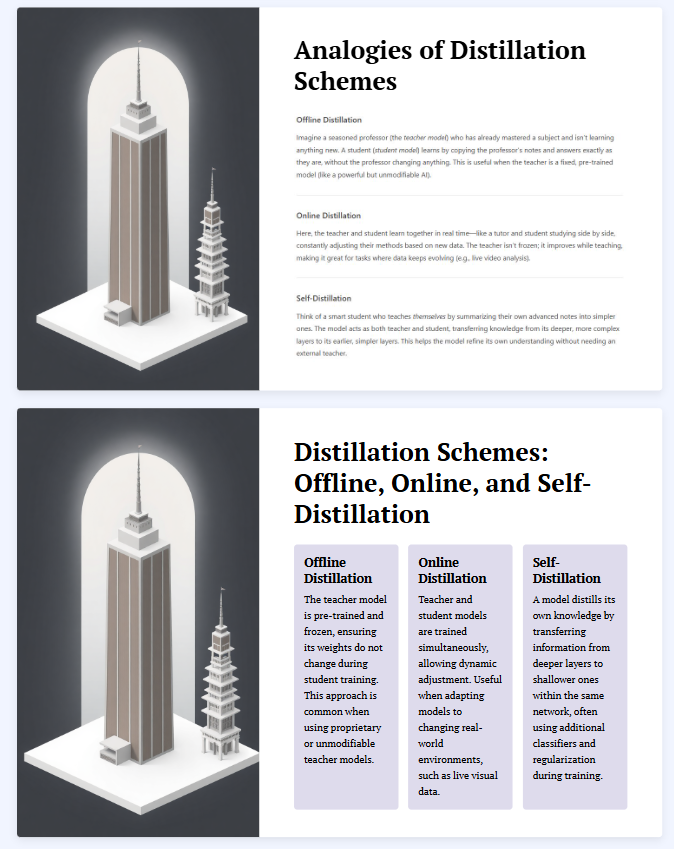 Analogies of Distillation
Schemes
Offline Distillation
Imagine a seasoned professor (the teacher model) who has already mastered a subject and isn't learning
anything new. A student (student model) learns by copying the professor's notes and answers exactly as
they are, without the professor changing anything. This is useful when the teacher is a fixed, pre-trained
model (like a powerful but unmodifiable AI).
Online Distillation
Here, the teacher and student learn together in real time—like a tutor and student studying side by side,
constantly adjusting their methods based on new data. The teacher isn't frozen; it improves while teaching,
making it great for tasks where data keeps evolving (e.g., live video analysis).
Self-Distillation
Think of a smart student who teaches themselves by summarizing their own advanced notes into simpler
ones. The model acts as both teacher and student, transferring knowledge from its deeper, more complex
layers to its earlier, simpler layers. This helps the model refine its own understanding without needing an
external teacher.
Distillation Schemes:
Offline, Online, and Self-
Distillation
Offline
Distillation
The teacher model
is pre-trained and
frozen, ensuring
its weights do not
change during
student training.
This approach is
common when
using proprietary
or unmodifiable
teacher models.
Online
Distillation
Teacher and
student models
are trained
simultaneously,
allowing dynamic
adjustment. Useful
when adapting
models to
changing real-
world
environments,
such as live visual
data.
Self-
Distillation
A model distills its
own knowledge by
transferring
information from
deeper layers to
shallower ones
within the same
network, often
using additional
classifiers and
regularization
during training.